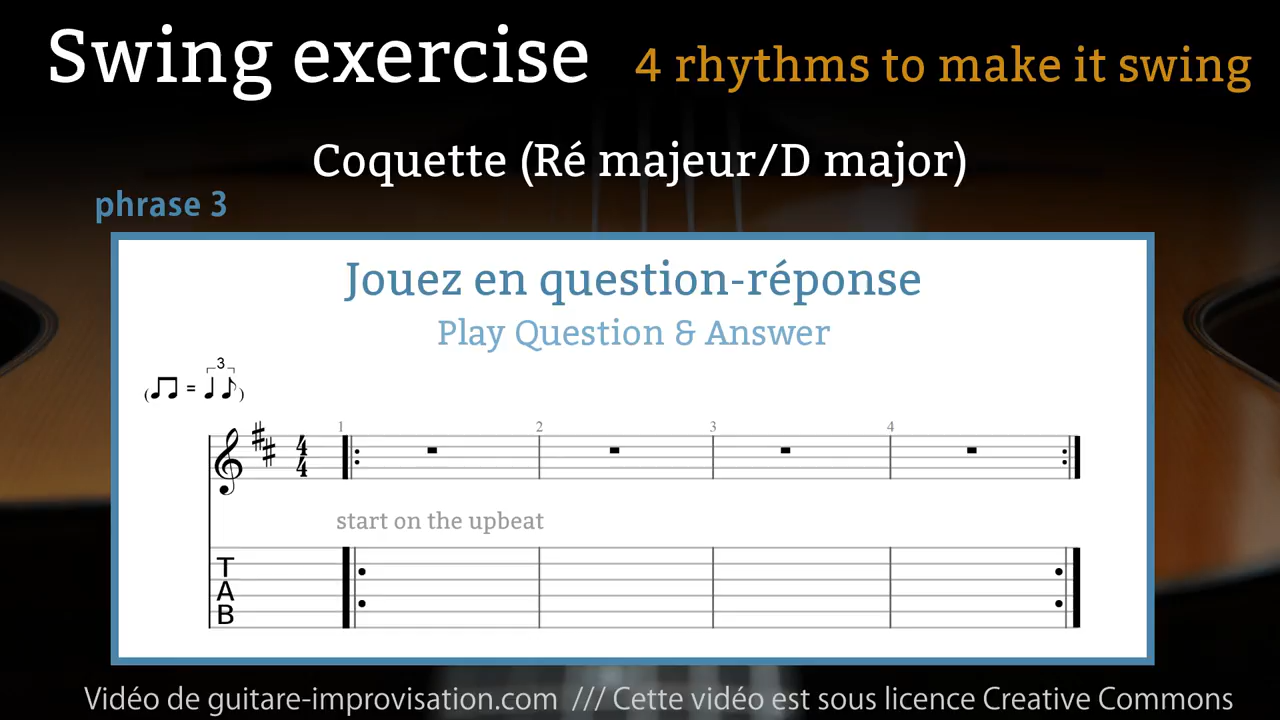 Swing exercise 4 rhythms to make it swing
Coquette (Ré majeur/D major)
phrase 3
Jouez en question-réponse
Play Question & Answer
3
( = )
1 2 3 4
4
4
start on the upbeat
T
A
B
Vidéo de guitare-improvisation.com /// Cette vidéo est sous licence Creative Commons